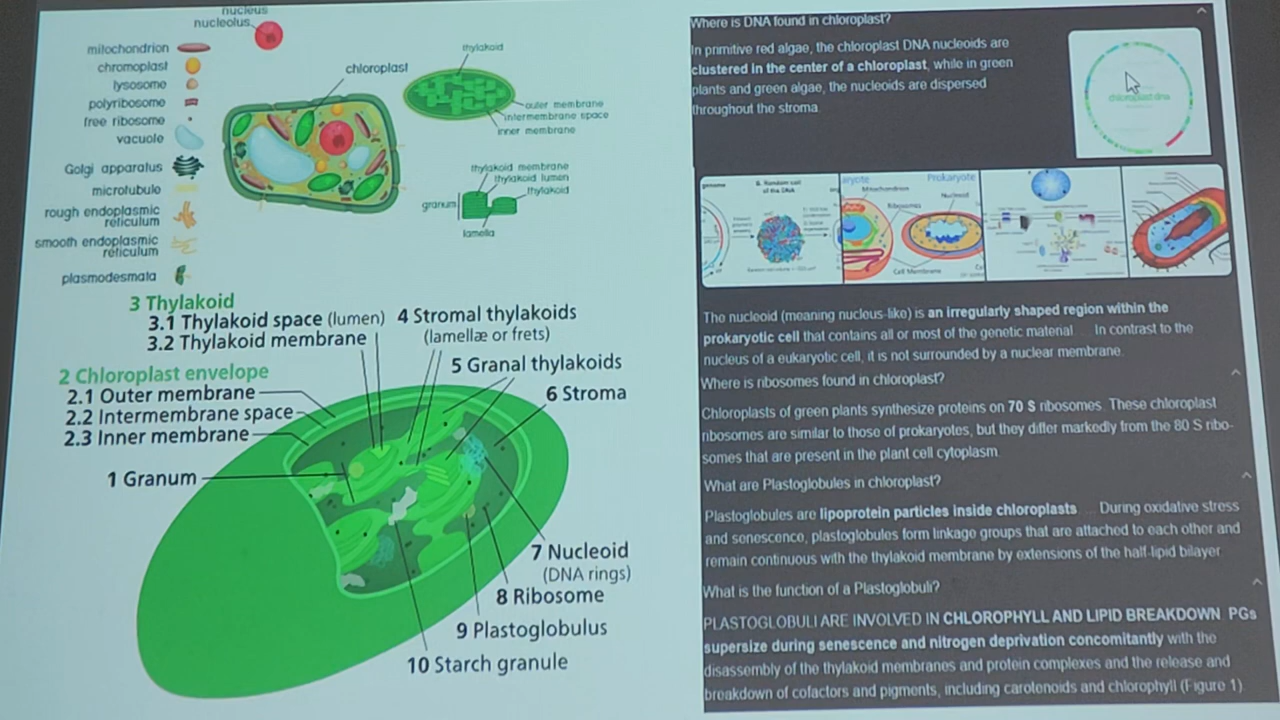 nucleus
nucleolus
mitochondrion
chromoplast
lysosome
polyribosome
free ribosome
vacuole
Golgi apparatus
microtubule
rough endoplasmic
reticulum
smooth endoplasmic
reticulum
plasmodesmata
chloroplast
thylakoid
outer membrane
intermembrane space
inner membrane
thylakoid membrane
thylakoid lumen
thylakoid
granum
lamella
3 Thylakoid
3.1 Thylakoid space (lumen)
3.2 Thylakoid membrane
4 Stromal thylakoids
(lamellæ or frets)
5 Granal thylakoids
6 Stroma
2 Chloroplast envelope
2.1 Outer membrane
2.2 Intermembrane space
2.3 Inner membrane
1 Granum
7 Nucleoid
(DNA rings)
8 Ribosome
9 Plastoglobulus
10 Starch granule
Where is DNA found in chloroplast?
In primitive red algae, the chloroplast DNA nucleoids are
clustered in the center of a chloroplast, while in green
plants and green algae, the nucleoids are dispersed
throughout the stroma
chloroplast dna
genome
B. Random coil
of the DNA
Mitochondrion
Ribosomes
Prokaryote
Nucleoid
Cell Membrane
The nucleoid (meaning nucleus-like) is an irregularly shaped region within the
prokaryotic cell that contains all or most of the genetic material ... In contrast to the
nucleus of a eukaryotic cell, it is not surrounded by a nuclear membrane.
Where is ribosomes found in chloroplast?
Chloroplasts of green plants synthesize proteins on 70 S ribosomes. These chloroplast
ribosomes are similar to those of prokaryotes, but they differ markedly from the 80 S ribo-
somes that are present in the plant cell cytoplasm
What are Plastoglobules in chloroplast?
Plastoglobules are lipoprotein particles inside chloroplasts. ... During oxidative stress
and senescence, plastoglobules form linkage groups that are attached to each other and
remain continuous with the thylakoid membrane by extensions of the half-lipid bilayer
What is the function of a Plastoglobuli?
PLASTOGLOBULI ARE INVOLVED IN CHLOROPHYLL AND LIPID BREAKDOWN. PGs
supersize during senescence and nitrogen deprivation concomitantly with the
disassembly of the thylakoid membranes and protein complexes and the release and
breakdown of cofactors and pigments, including carotenoids and chlorophyll (Figure 1)